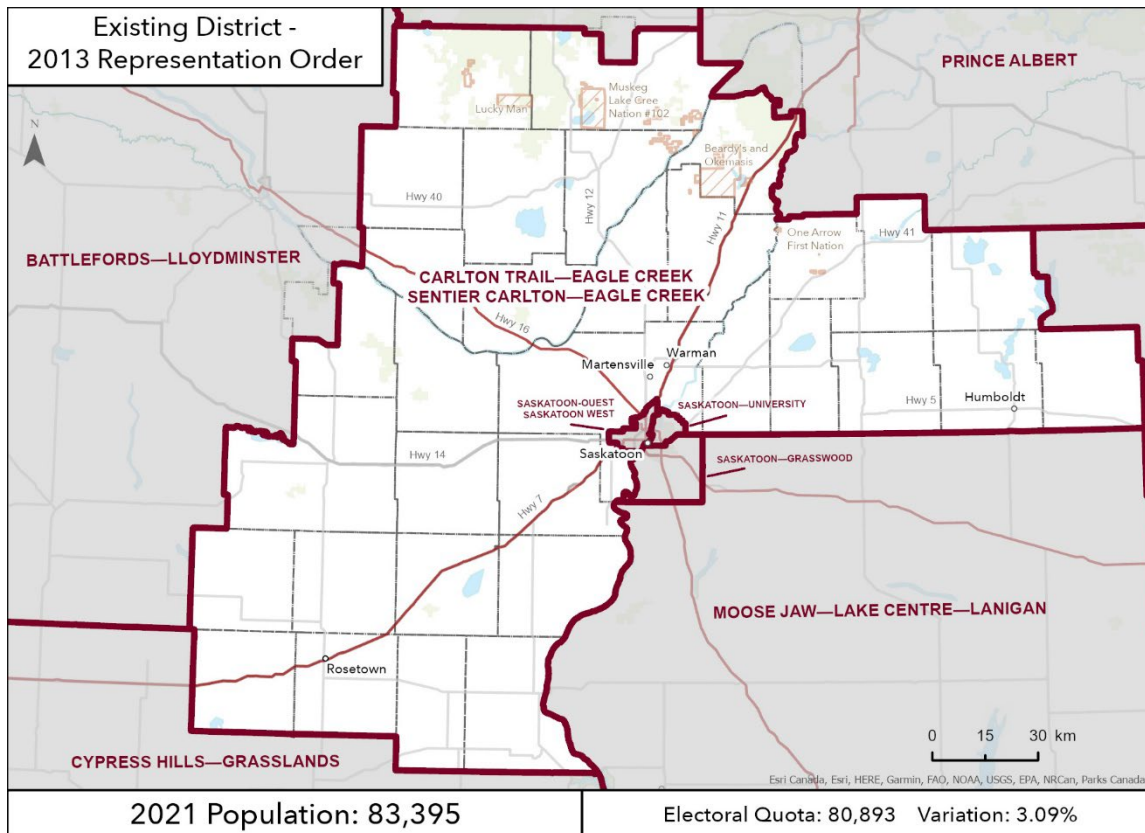 Existing District -
2013 Representation Order
PRINCE ALBERT
N
Lucky Man
Muskeg
Lake Cree
Nation #102
Beardy's and
Okemasis
Hwy 40
Hwy 12
Hwy 11
One Arrow
First Nation
Hwy 41
BATTLEFORDS—LLOYDMINSTER
CARLTON TRAIL—EAGLE CREEK
SENTIER CARLTON—EAGLE CREEK
Hwy 16
Warman
Martensville
SASKATOON-OUEST
SASKATOON WEST
SASKATOON—UNIVERSITY
Hwy 5
Humboldt
Saskatoon
Hwy 14
SASKATOON—GRASSWOOD
Hwy 7
MOOSE JAW—LAKE CENTRE—LANIGAN
Rosetown
CYPRESS HILLS—GRASSLANDS
0 15 30 km
Esri Canada, Esri, HERE, Garmin, FAO, NOAA, USGS, EPA, NRCan, Parks Canada
2021 Population: 83,395
Electoral Quota: 80,893 Variation: 3.09%